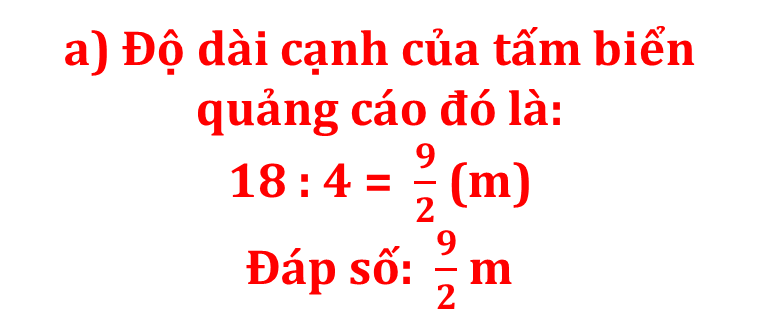 a) Độ dài cạnh của tấm biển
quảng cáo đó là:
18 : 4 = 9/2 (m)
Đáp số: 9/2 m